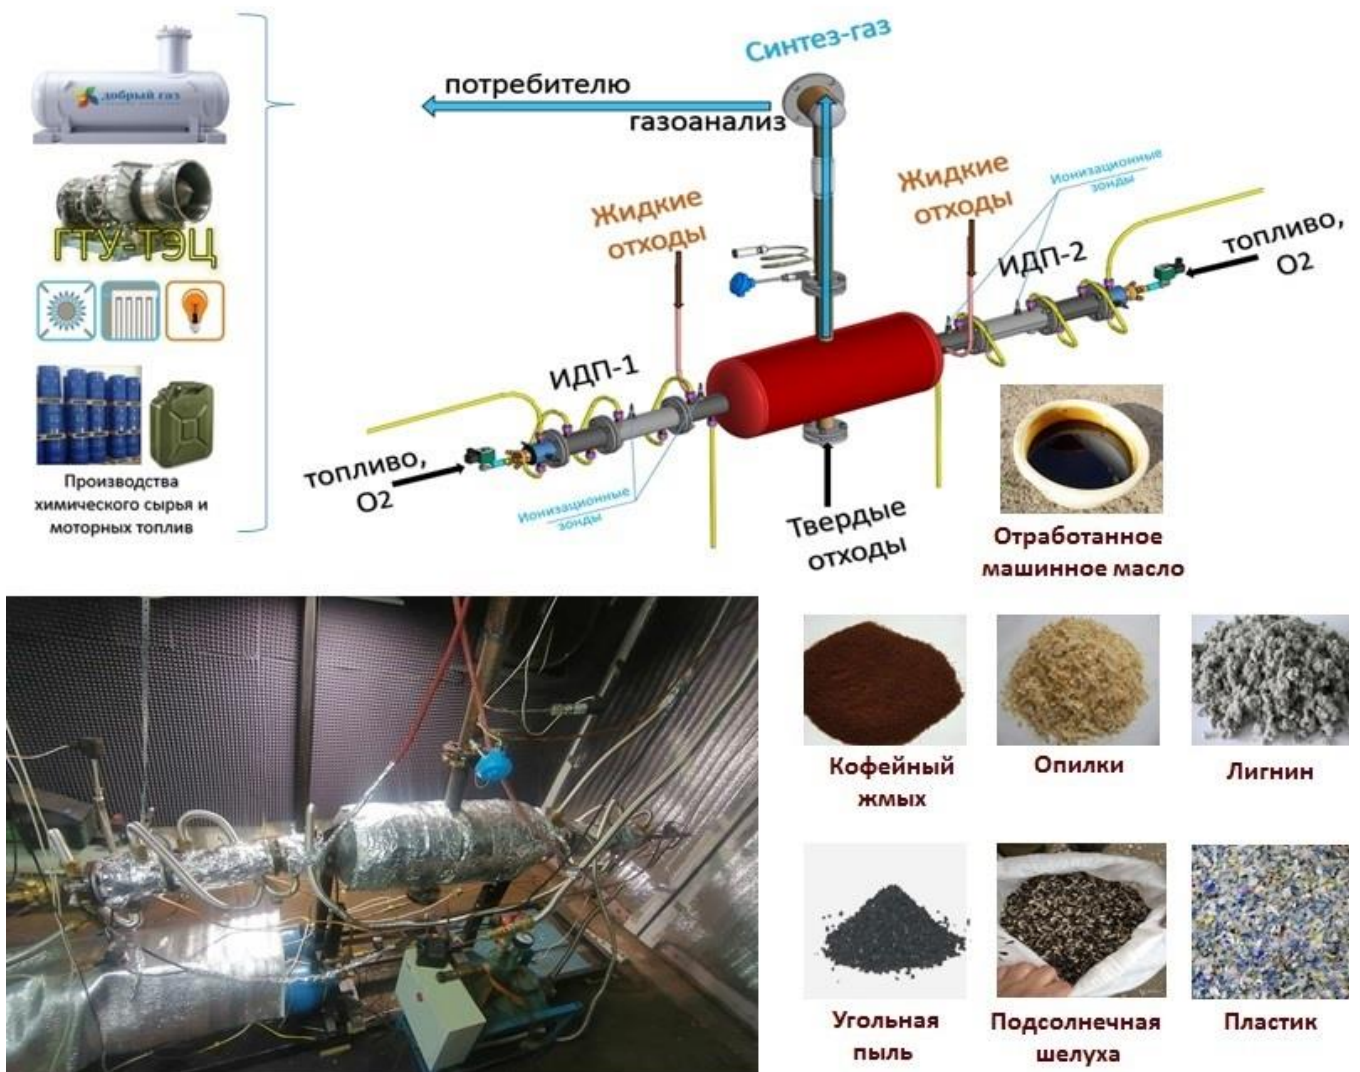 добрый газ
ГТУ-ТЭЦ
Производства
химического сырья и
моторных топлив
Синтез-газ
потребителю
газоанализ
Жидкие
отходы
Жидкие
отходы
Ионизационные
зонды
ИДП-2
топливо,
O2
ИДП-1
топливо,
O2
Ионизационные
зонды
Твердые
отходы
Отработанное
машинное масло
Кофейный
жмых
Опилки
Лигнин
Угольная
пыль
Подсолнечная
шелуха
Пластик